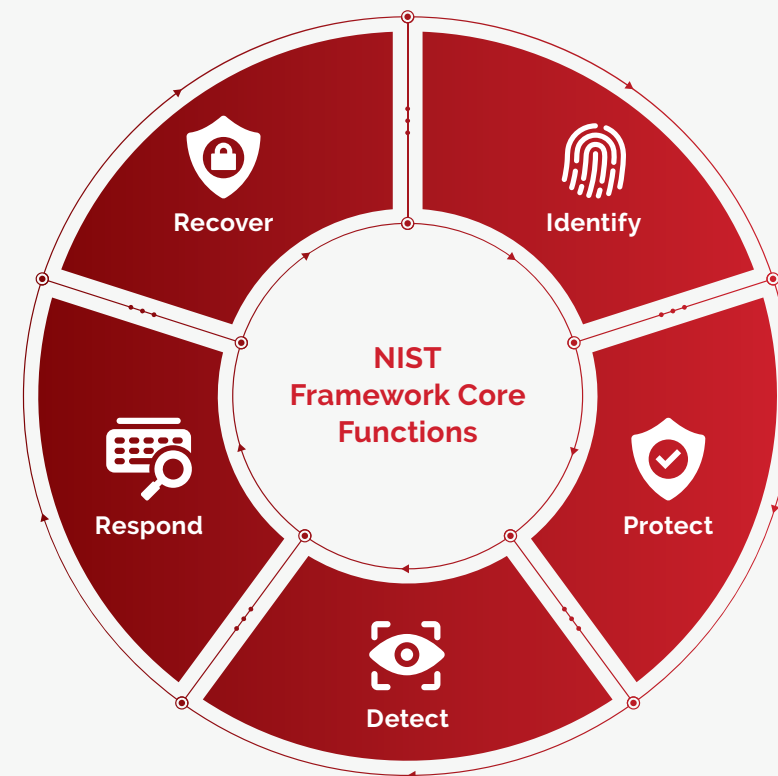 NIST
Framework Core
Functions
Identify
Protect
Detect
Respond
Recover